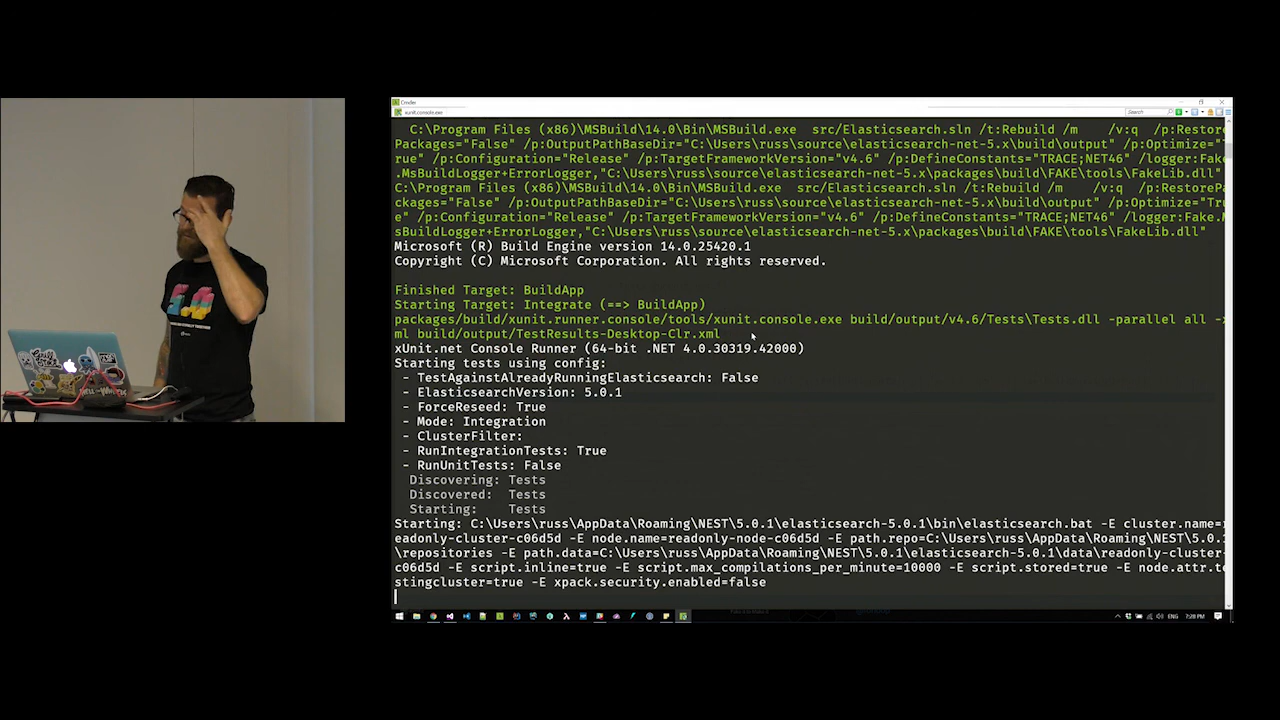 Cmder
xunit.console.exe
Search
C:\Program Files (x86)\MSBuild\14.0\Bin\MSBuild.exe  src/Elasticsearch.sln /t:Rebuild /m    /v:q  /p:Restore
Packages="False" /p:OutputPathBaseDir="C:\Users\russ\source\elasticsearch-net-5.x\build\output" /p:Optimize="T
rue" /p:Configuration="Release" /p:TargetFrameworkVersion="v4.6" /p:DefineConstants="TRACE;NET46" /logger:Fake
.MsBuildLogger+ErrorLogger,"C:\Users\russ\source\elasticsearch-net-5.x\packages\build\FAKE\tools\FakeLib.dll"
C:\Program Files (x86)\MSBuild\14.0\Bin\MSBuild.exe  src/Elasticsearch.sln /t:Rebuild /m    /v:q  /p:RestorePa
ckages="False" /p:OutputPathBaseDir="C:\Users\russ\source\elasticsearch-net-5.x\build\output" /p:Optimize="Tru
e" /p:Configuration="Release" /p:TargetFrameworkVersion="v4.6" /p:DefineConstants="TRACE;NET46" /logger:Fake.M
sBuildLogger+ErrorLogger,"C:\Users\russ\source\elasticsearch-net-5.x\packages\build\FAKE\tools\FakeLib.dll"
Microsoft (R) Build Engine version 14.0.25420.1
Copyright (C) Microsoft Corporation. All rights reserved.
Finished Target: BuildApp
Starting Target: Integrate (==> BuildApp)
packages/build/xunit.runner.console/tools/xunit.console.exe build/output/v4.6/Tests\Tests.dll -parallel all -x
ml build/output/TestResults-Desktop-Clr.xml
xUnit.net Console Runner (64-bit .NET 4.0.30319.42000)
Starting tests using config:
- TestAgainstAlreadyRunningElasticsearch: False
- ElasticsearchVersion: 5.0.1
- ForceReseed: True
- Mode: Integration
- ClusterFilter:
- RunIntegrationTests: True
- RunUnitTests: False
Discovering: Tests
Discovered:  Tests
Starting:    Tests
Starting: C:\Users\russ\AppData\Roaming\NEST\5.0.1\elasticsearch-5.0.1\bin\elasticsearch.bat -E cluster.name=r
eadonly-cluster-c06d5d -E node.name=readonly-node-c06d5d -E path.repo=C:\Users\russ\AppData\Roaming\NEST\5.0.1
\repositories -E path.data=C:\Users\russ\AppData\Roaming\NEST\5.0.1\elasticsearch-5.0.1\data\readonly-cluster-
c06d5d -E script.inline=true -E script.max_compilations_per_minute=10000 -E script.stored=true -E node.attr.te
stingcluster=true -E xpack.security.enabled=false
ENG
7:28 PM
5.0